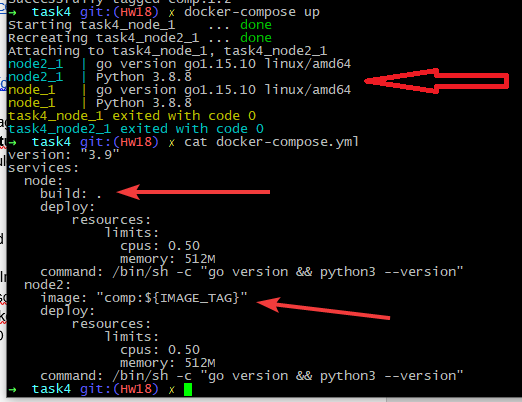 Successfully tagged comp:1.2
→ task4 git:(HW18) ✗ docker-compose up
Starting task4_node_1 ... done
Recreating task4_node2_1 ... done
Attaching to task4_node_1, task4_node2_1
node2_1 | go version go1.15.10 linux/amd64
node2_1 | Python 3.8.8
node_1 | go version go1.15.10 linux/amd64
node_1 | Python 3.8.8
task4_node_1 exited with code 0
task4_node2_1 exited with code 0
→ task4 git:(HW18) ✗ cat docker-compose.yml
version: "3.9"
services:
node:
build: .
deploy:
resources:
limits:
cpus: 0.50
memory: 512M
command: /bin/sh -c "go version && python3 --version"
node2:
image: "comp:${IMAGE_TAG}"
deploy:
resources:
limits:
cpus: 0.50
memory: 512M
command: /bin/sh -c "go version && python3 --version"
→ task4 git:(HW18) ✗